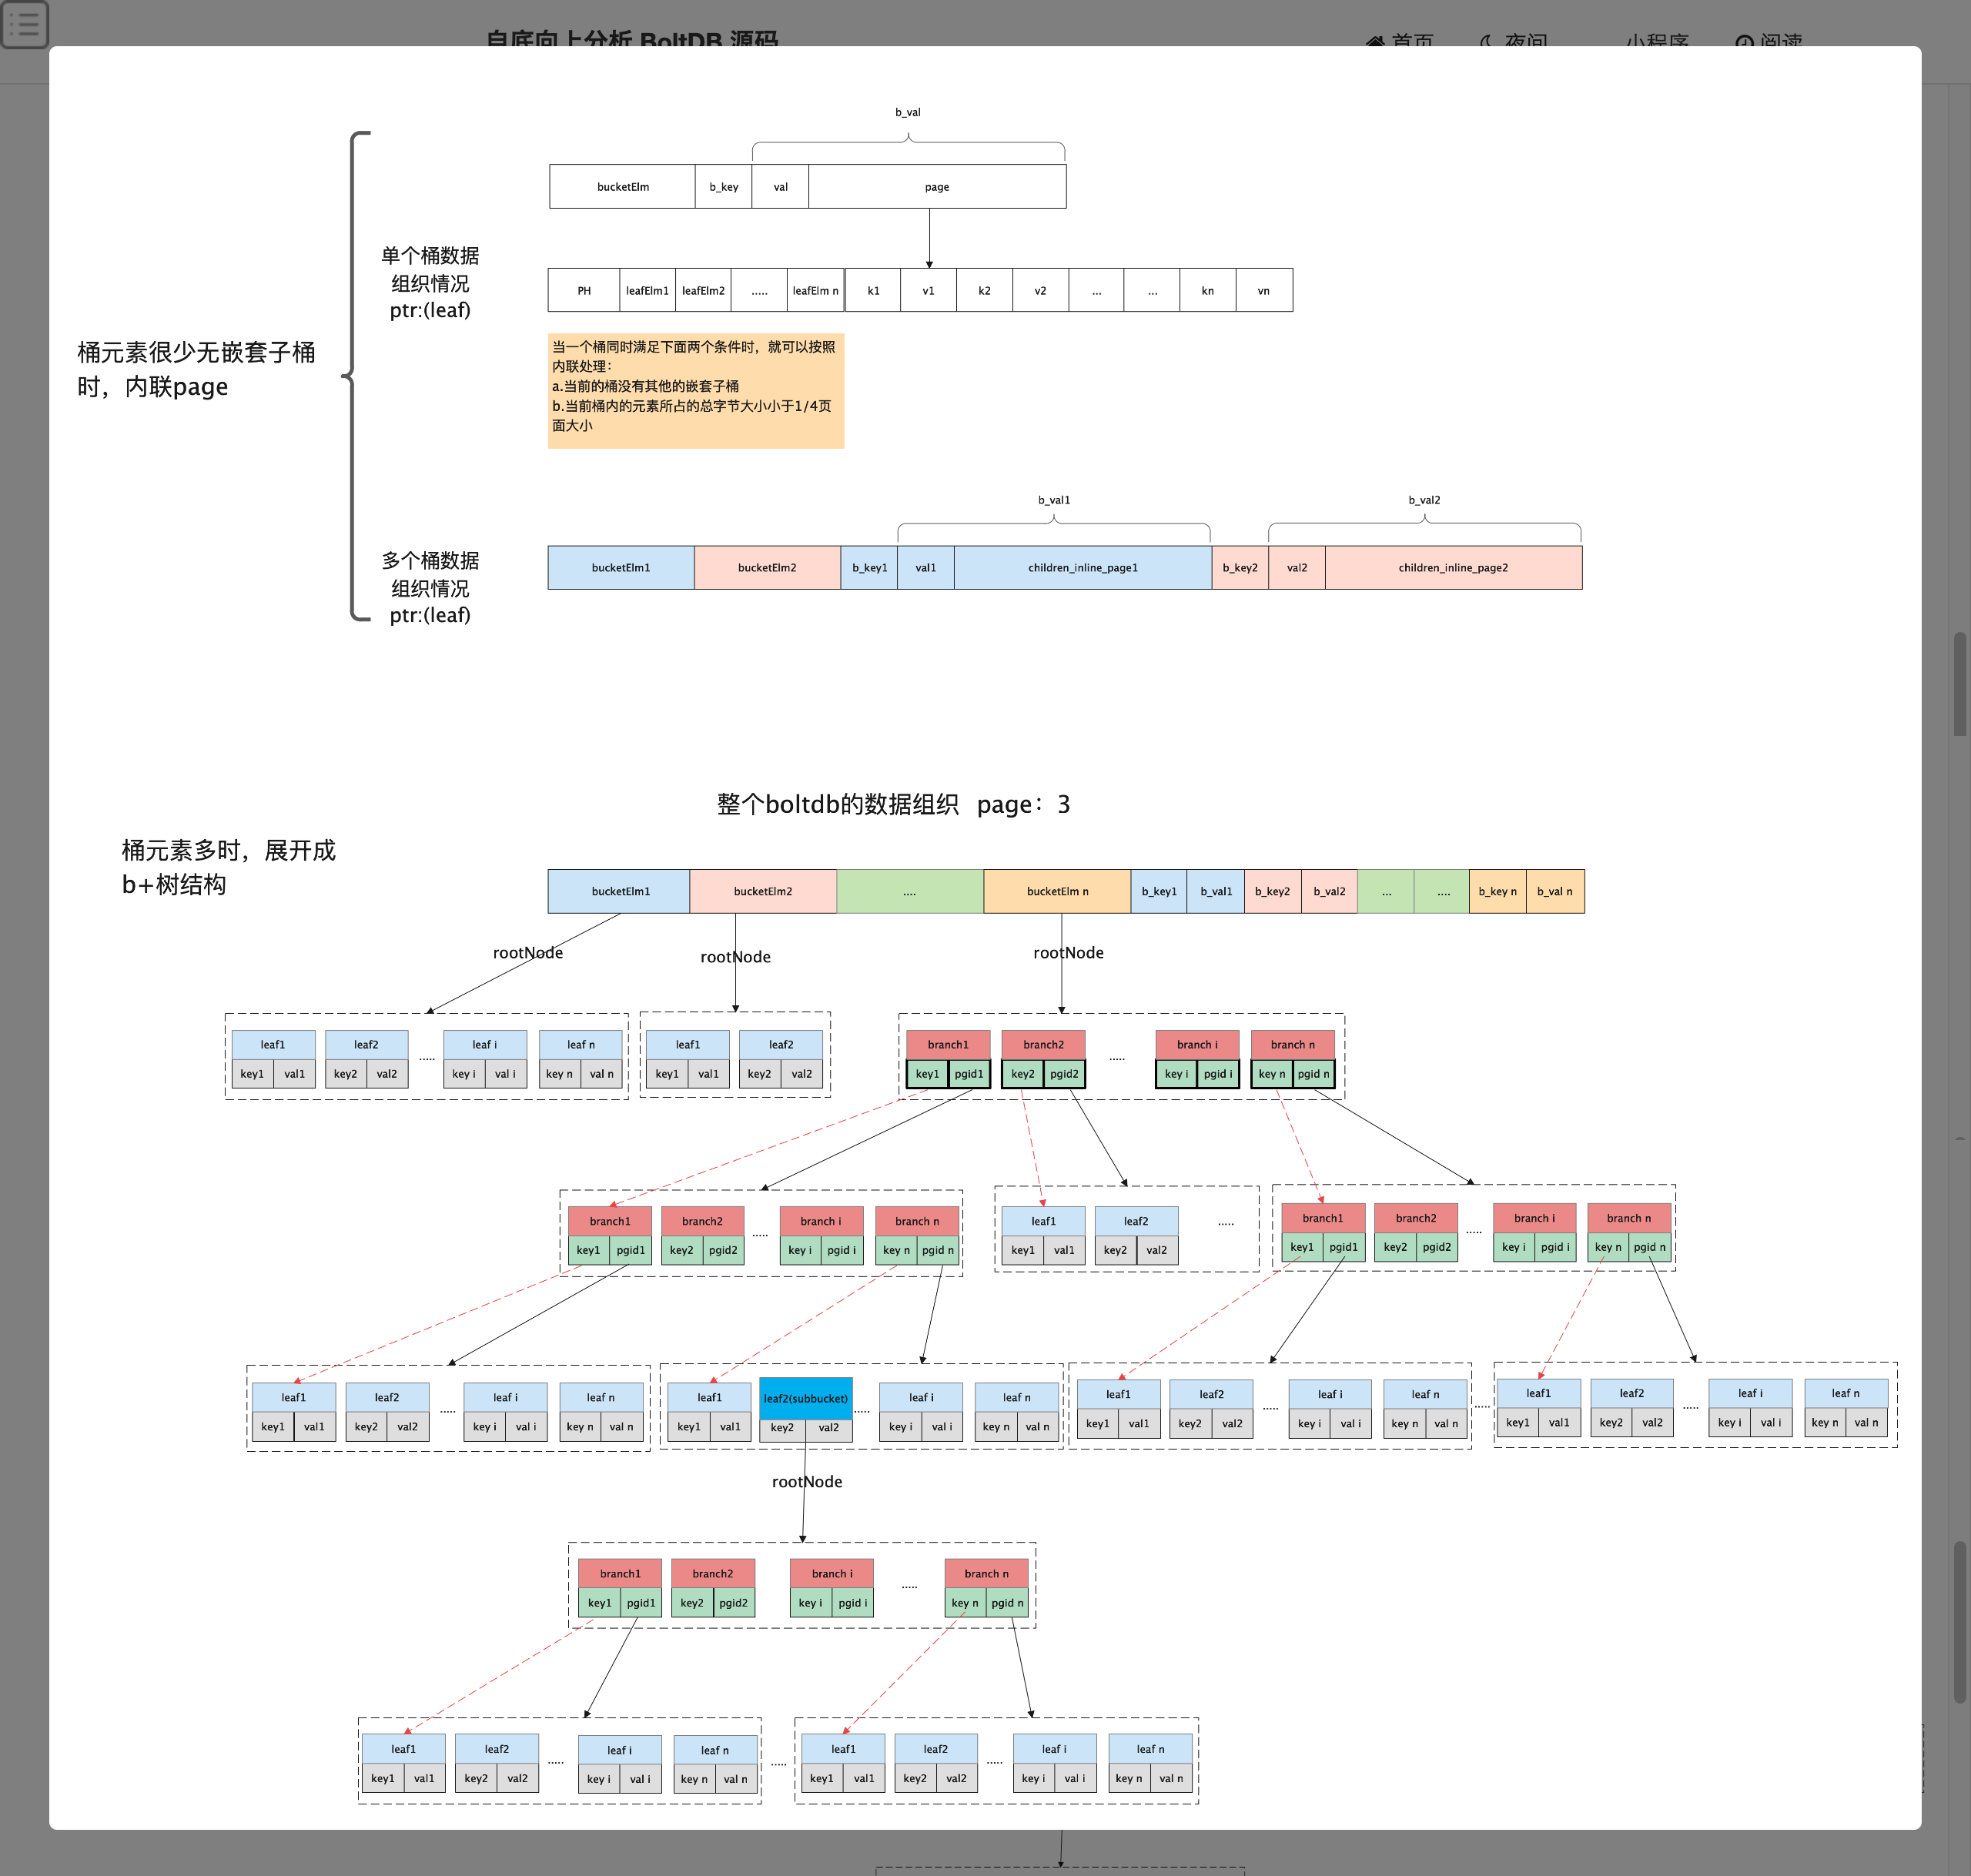 自底向上分析 BoltDB 源码
首页 夜间 小程序 阅读
b_val
bucketElm b_key val page
单个桶数据
组织情况
ptr:(leaf)
PH leafElm1 leafElm2 ..... leafElm n k1 v1 k2 v2 ... ... kn vn
桶元素很少无嵌套子桶
时，内联page
当一个桶同时满足下面两个条件时，就可以按照
内联处理：
a.当前的桶没有其他的嵌套子桶
b.当前桶内的元素所占的总字节大小小于1/4页
面大小
b_val1 b_val2
多个桶数据
组织情况
ptr:(leaf)
bucketElm1 bucketElm2 b_key1 val1 children_inline_page1 b_key2 val2 children_inline_page2
整个boltdb的数据组织 page：3
桶元素多时，展开成
b+树结构
bucketElm1 bucketElm2 .... bucketElm n b_key1 b_val1 b_key2 b_val2 ... .... b_key n b_val n
rootNode rootNode rootNode
leaf1 leaf2 ..... leaf i leaf n leaf1 leaf2 branch1 branch2 ..... branch i branch n
key1 val1 key2 val2 key i val i key n val n key1 val1 key2 val2 key1 pgid1 key2 pgid2 key i pgid i key n pgid n
branch1 branch2 ..... branch i branch n leaf1 leaf2 ..... branch1 branch2 ..... branch i branch n
key1 pgid1 key2 pgid2 key i pgid i key n pgid n key1 val1 key2 val2 key1 pgid1 key2 pgid2 key i pgid i key n pgid n
leaf1 leaf2 ..... leaf i leaf n leaf1 leaf2(subbucket) ..... leaf i leaf n leaf1 leaf2 ..... leaf i leaf n ..... leaf1 leaf2 ..... leaf i leaf n
key1 val1 key2 val2 key i val i key n val n key1 val1 key2 val2 key i val i key n val n key1 val1 key2 val2 key i val i key n val n key1 val1 key2 val2 key i val i key n val n
rootNode
branch1 branch2 branch i ..... branch n
key1 pgid1 key2 pgid2 key i pgid i key n pgid n
leaf1 leaf2 ..... leaf i leaf n ..... leaf1 leaf2 ..... leaf i leaf n
key1 val1 key2 val2 key i val i key n val n key1 val1 key2 val2 key i val i key n val n